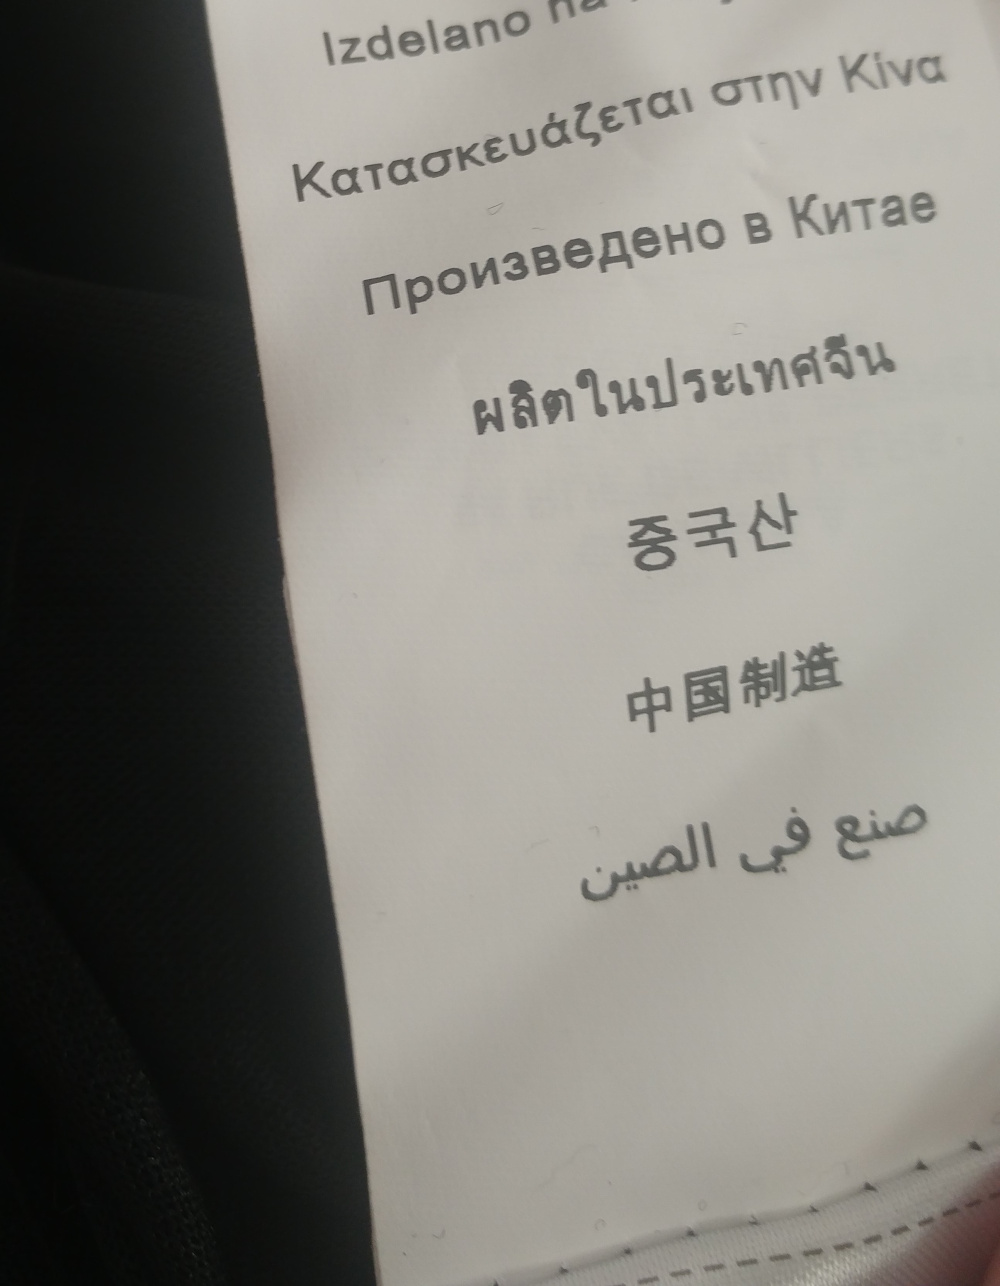 Izdelano na
Κατασκευάζεται στην Κίνα
Произведено в Китае
ผลิตในประเทศจีน
중국산
中国制造
صنع في الصين